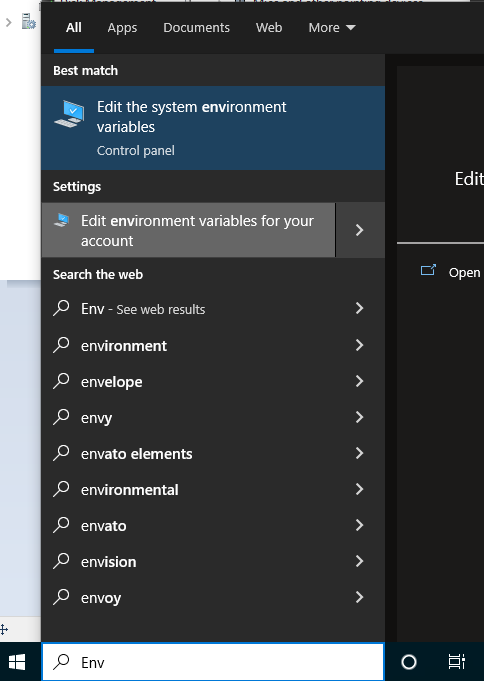 All Apps Documents Web More
Best match
Edit the system environment
variables
Control panel
Settings
Edit environment variables for your
account
Search the web
Env - See web results
environment
envelope
envy
envato elements
environmental
envato
envision
envoy
Env
Edit
Open